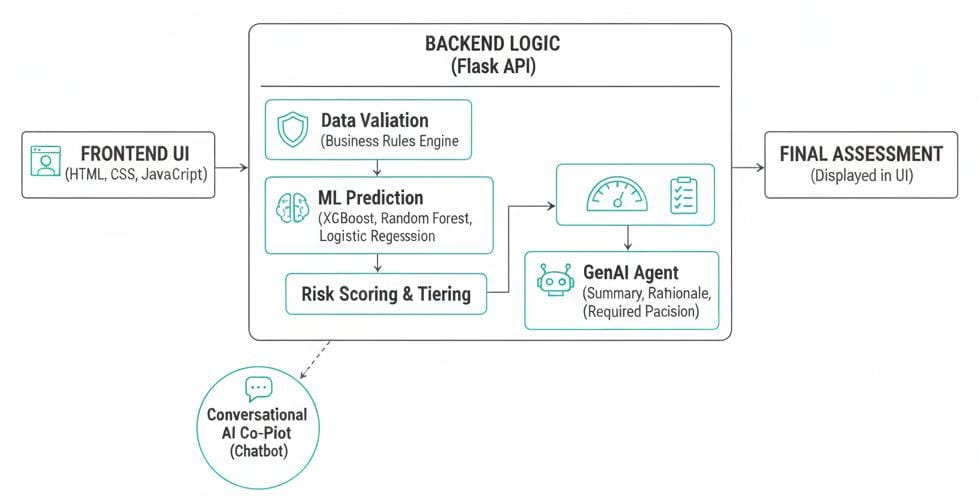 BACKEND LOGIC
(Flask API)
FRONTEND UI
(HTML, CSS, JavaCript)
Data Valiation
(Business Rules Engine
ML Prediction
(XGBoost, Random Forest,
Logistic Regesssion
Risk Scoring & Tiering
GenAI Agent
(Summary, Rahionale,
(Required Pacision)
FINAL ASSESSMENT
(Displayed in UI)
Conversational
AI Co-Piot
(Chatbot)